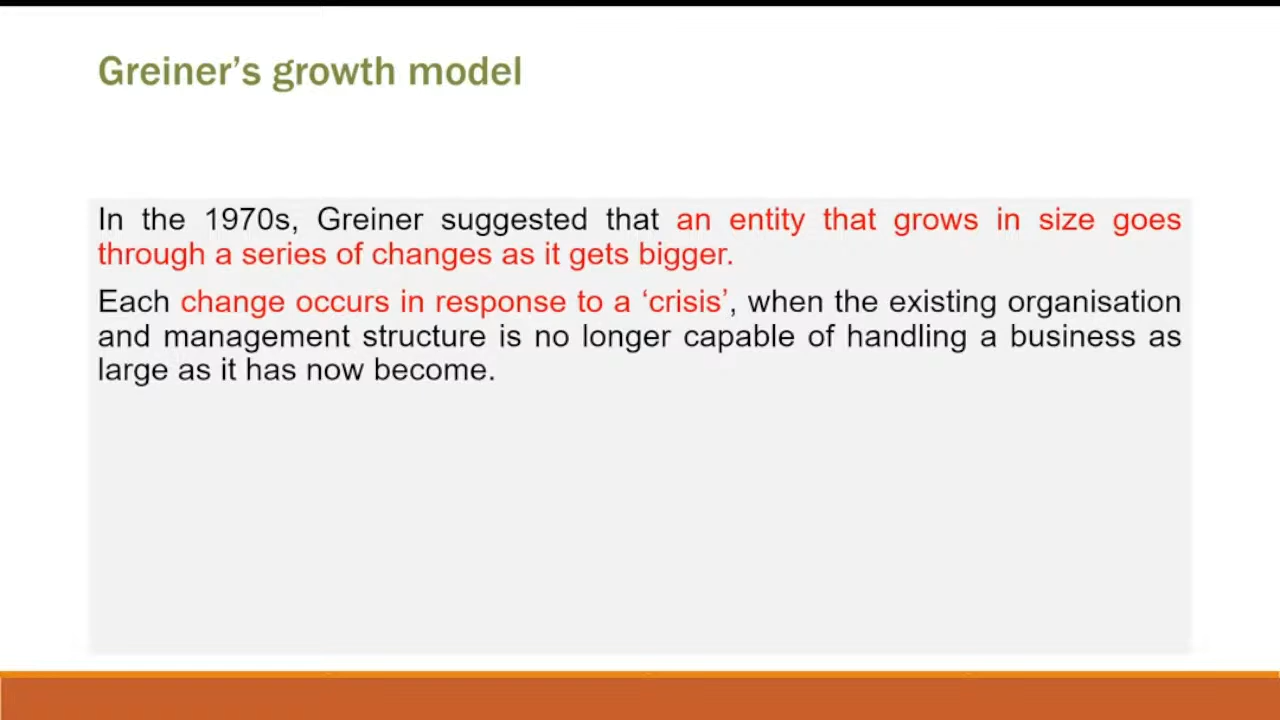 Greiner’s growth model
In the 1970s, Greiner suggested that an entity that grows in size goes
through a series of changes as it gets bigger.
Each change occurs in response to a ‘crisis’, when the existing organisation
and management structure is no longer capable of handling a business as
large as it has now become.